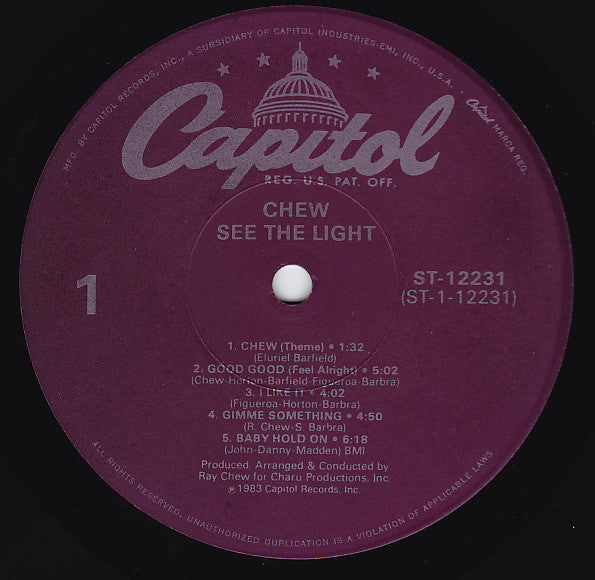 MFD. BY CAPITOL RECORDS, INC., A SUBSIDIARY OF CAPITOL INDUSTRIES-EMI, INC., U.S.A. • Capitol MARCA REG.
Capitol
REG. U.S. PAT. OFF.
CHEW
SEE THE LIGHT
1
ST-12231
(ST-1-12231)
1. CHEW (Theme) • 1:32
(Eluriel Barfield)
2. GOOD GOOD (Feel Alright) • 5:02
(Chew-Horton-Barfield-Figueroa-Barbra)
3. I LIKE IT • 4:02
(Figueroa-Horton-Barbra)
4. GIMME SOMETHING • 4:50
(R. Chew-S. Barbra)
5. BABY HOLD ON • 6:18
(John-Danny-Madden) BMI
Produced, Arranged & Conducted by
Ray Chew for Charu Productions, Inc
℗1983 Capitol Records, Inc.
ALL RIGHTS RESERVED. UNAUTHORIZED DUPLICATION IS A VIOLATION OF APPLICABLE LAWS